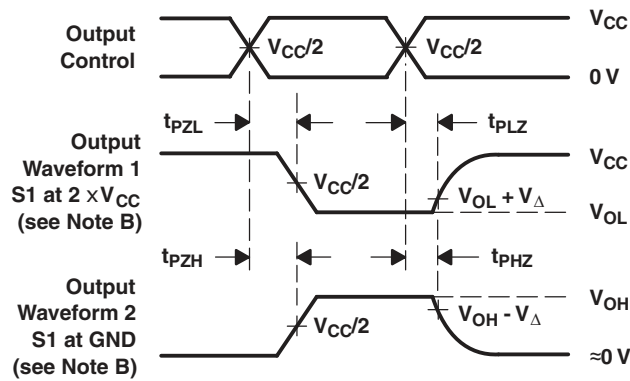 Output
Control
V_CC/2
V_CC/2
V_CC
0 V
t_PZL
t_PLZ
Output
Waveform 1
S1 at 2 x V_CC
(see Note B)
V_CC/2
V_OL + V_Δ
V_CC
V_OL
t_PZH
t_PHZ
Output
Waveform 2
S1 at GND
(see Note B)
V_CC/2
V_OH - V_Δ
V_OH
≈0 V